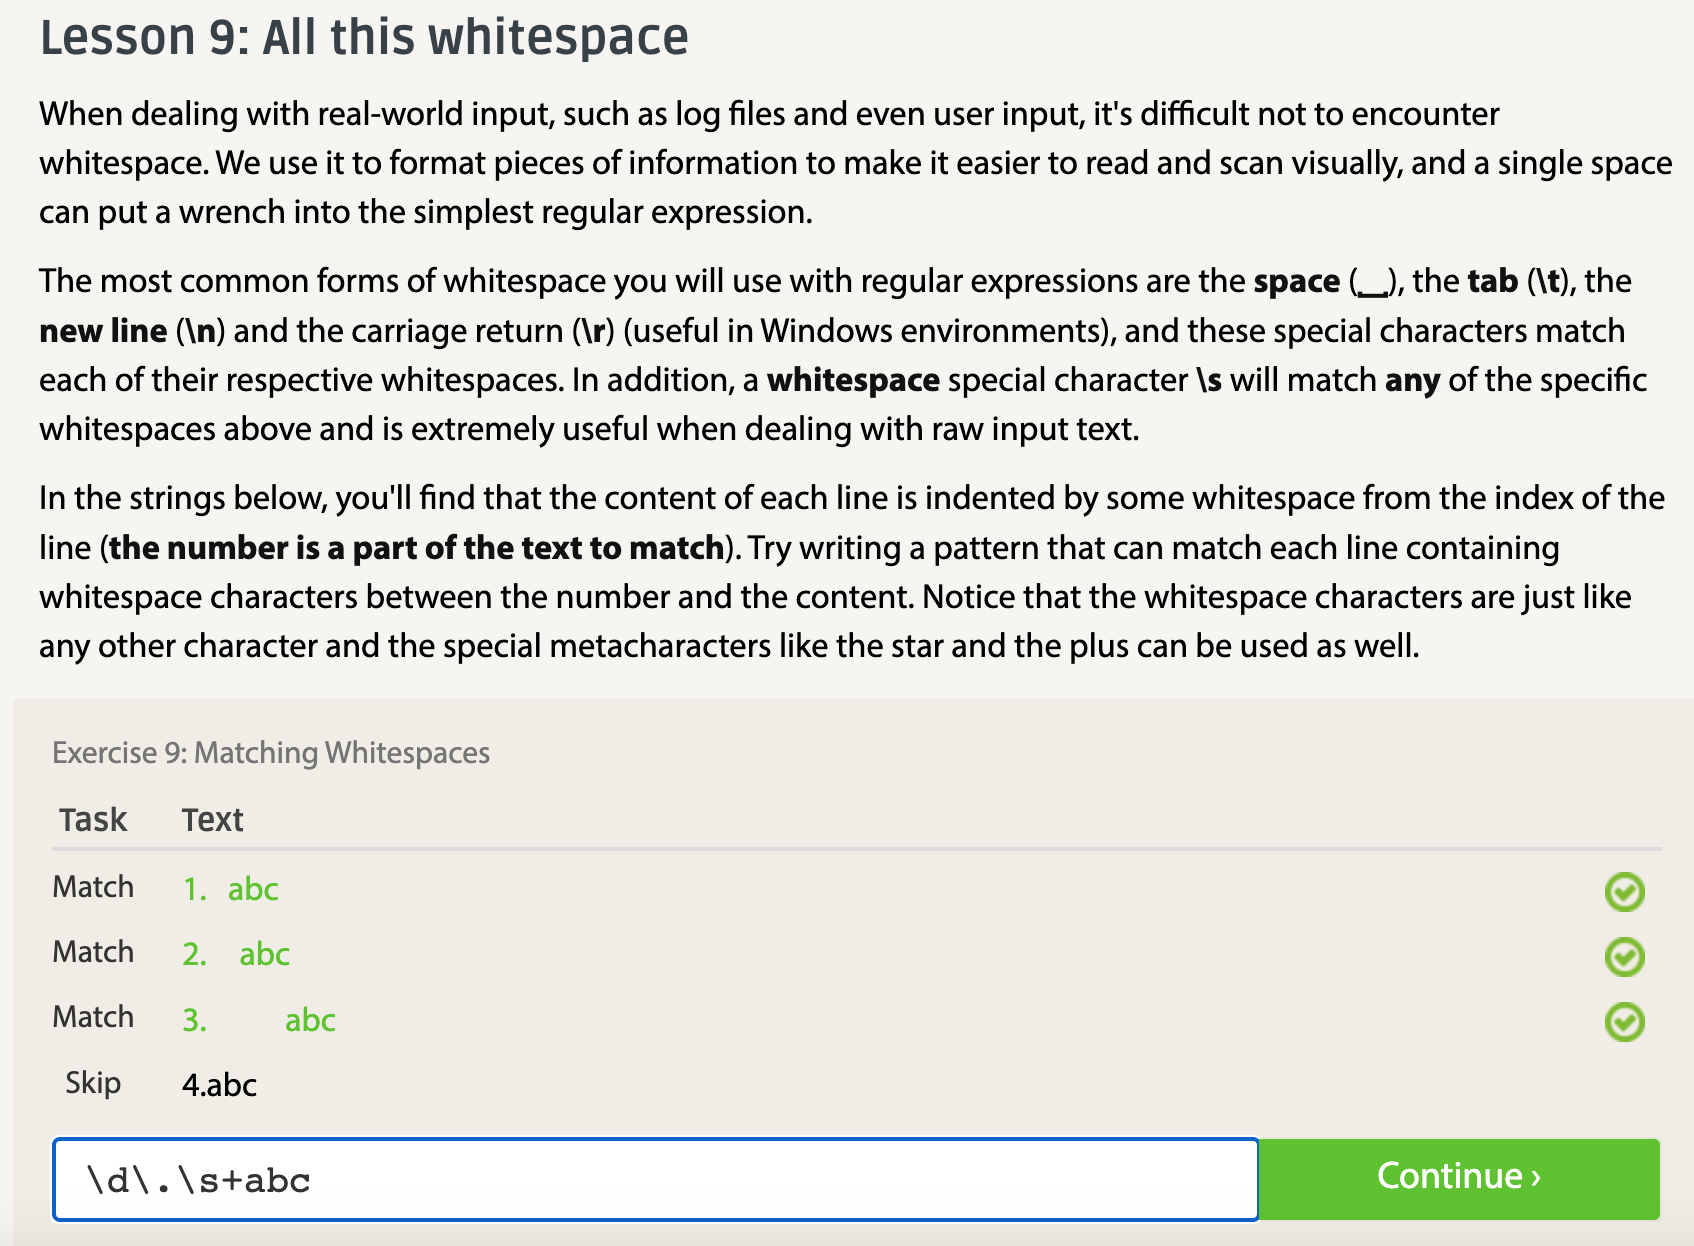 Lesson 9: All this whitespace
When dealing with real-world input, such as log files and even user input, it's difficult not to encounter
whitespace. We use it to format pieces of information to make it easier to read and scan visually, and a single space
can put a wrench into the simplest regular expression.
The most common forms of whitespace you will use with regular expressions are the space (_), the tab (\t), the
new line (\n) and the carriage return (\r) (useful in Windows environments), and these special characters match
each of their respective whitespaces. In addition, a whitespace special character \s will match any of the specific
whitespaces above and is extremely useful when dealing with raw input text.
In the strings below, you'll find that the content of each line is indented by some whitespace from the index of the
line (the number is a part of the text to match). Try writing a pattern that can match each line containing
whitespace characters between the number and the content. Notice that the whitespace characters are just like
any other character and the special metacharacters like the star and the plus can be used as well.
Exercise 9: Matching Whitespaces
Task Text
Match 1.   abc
Match 2.    abc
Match 3.        abc
Skip 4.abc
\d\.\s+abc Continue ›